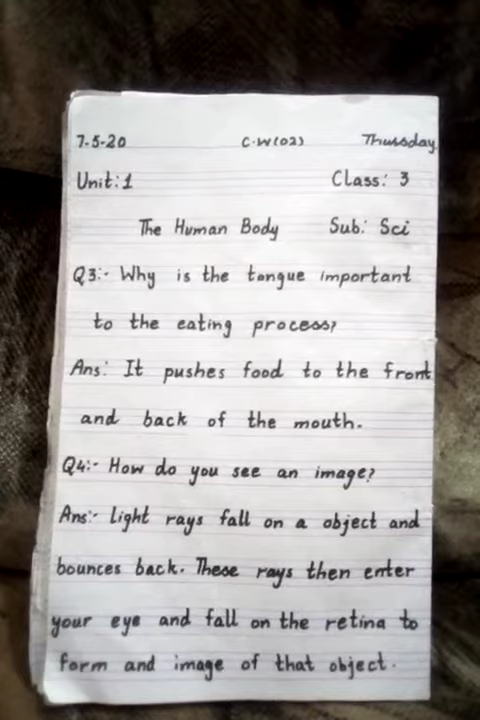 7-5-20 C.W(02) Thursday
Unit:1 Class: 3
The Human Body Sub: Sci
Q3:- Why is the tongue important
to the eating process?
Ans: It pushes food to the front
and back of the mouth.
Q4:- How do you see an image?
Ans:- light rays fall on a object and
bounces back. These rays then enter
your eye and fall on the retina to
form and image of that object.